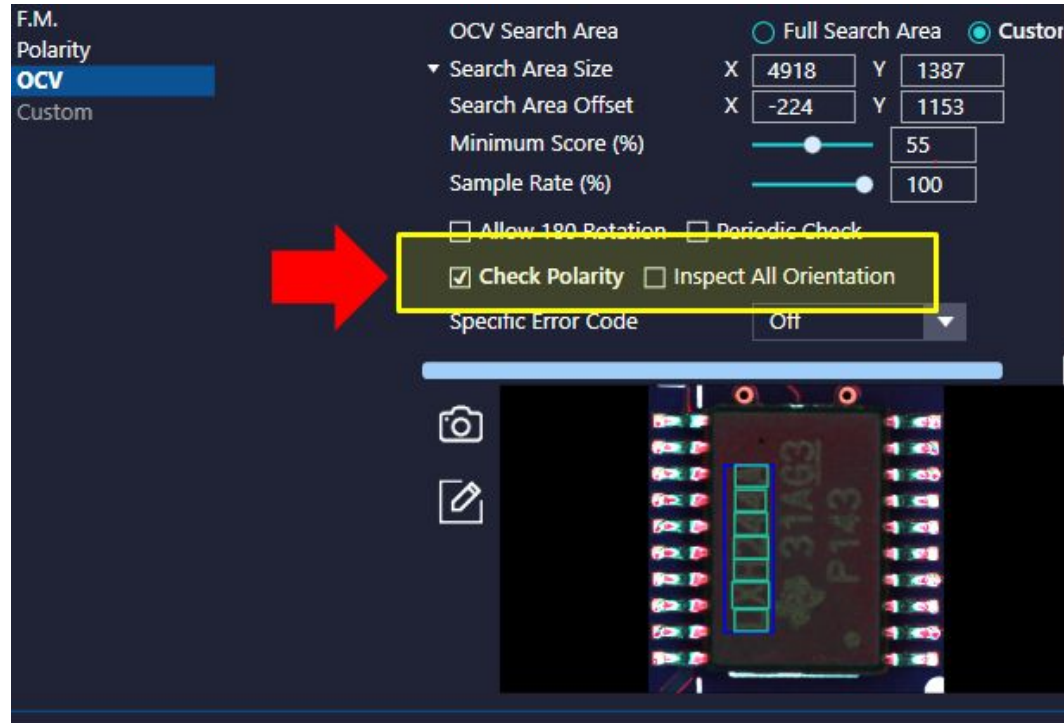 F.M.
Polarity
OCV
Custom
OCV Search Area Full Search Area Custom
Search Area Size X 4918 Y 1387
Search Area Offset X -224 Y 1153
Minimum Score (%) 55
Sample Rate (%) 100
Allow 180 Rotation Periodic Check
Check Polarity Inspect All Orientation
Specific Error Code Off
31AG3
P143